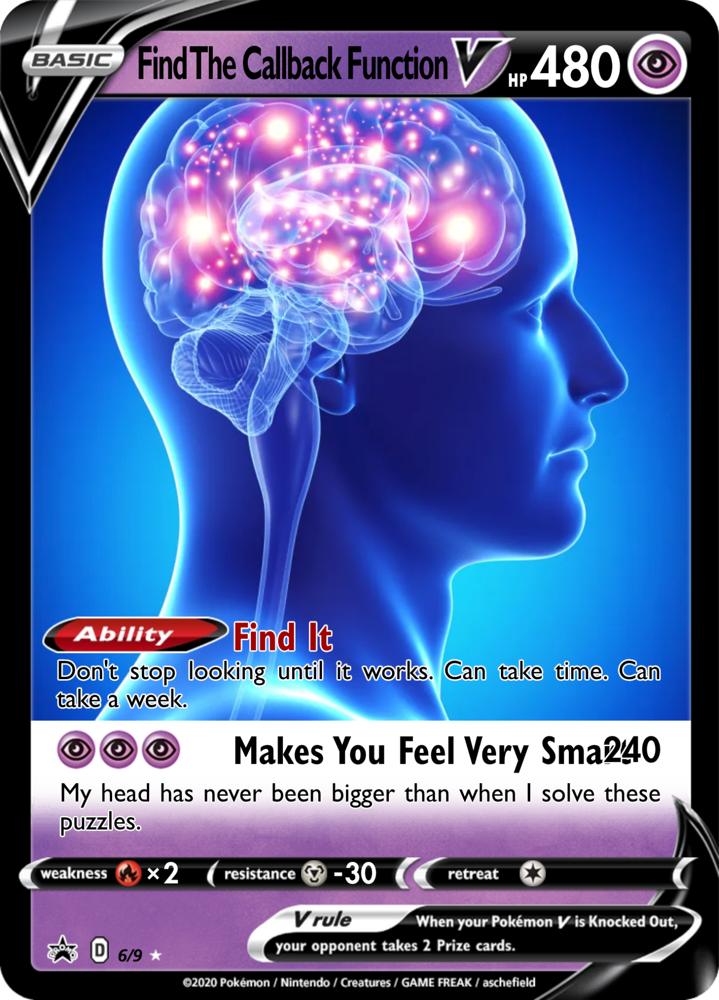 BASIC
Find The Callback Function V HP 480
Ability Find It
Don't stop looking until it works. Can take time. Can
take a week.
Makes You Feel Very Smart 240
My head has never been bigger than when I solve these
puzzles.
weakness ×2 resistance -30 retreat
V rule When your Pokémon V is Knocked Out,
your opponent takes 2 Prize cards.
PROMO D 6/9
©2020 Pokémon / Nintendo / Creatures / GAME FREAK / aschefield